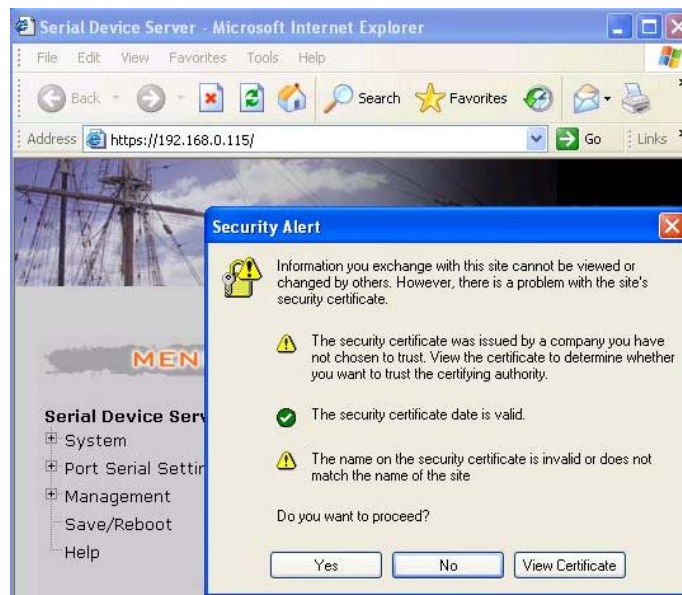 Serial Device Server - Microsoft Internet Explorer
File Edit View Favorites Tools Help
Back Search Favorites
Address https://192.168.0.115/ Go Links
Security Alert
Information you exchange with this site cannot be viewed or
changed by others. However, there is a problem with the site's
security certificate.
The security certificate was issued by a company you have
not chosen to trust. View the certificate to determine whether
you want to trust the certifying authority.
The security certificate date is valid.
The name on the security certificate is invalid or does not
match the name of the site
Do you want to proceed?
Yes No View Certificate
MEN
Serial Device Serv
System
Port Serial Settin
Management
Save/Reboot
Help